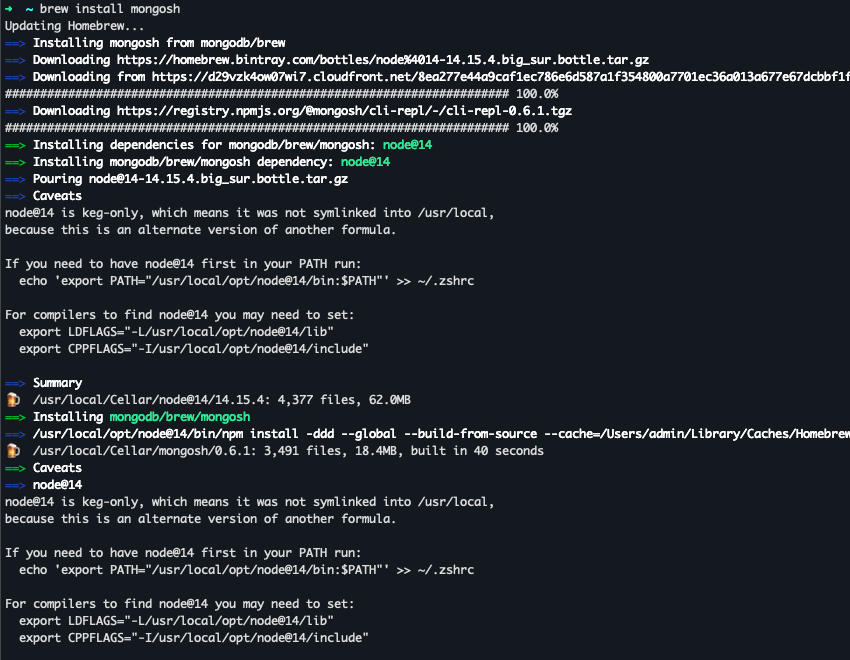 ➜  ~ brew install mongosh
Updating Homebrew...
==> Installing mongosh from mongodb/brew
==> Downloading https://homebrew.bintray.com/bottles/node%4014-14.15.4.big_sur.bottle.tar.gz
==> Downloading from https://d29vzk4ow07wi7.cloudfront.net/8ea277e44a9caf1ec786e6d587a1f354800a7701ec36a013a677e67dcbbf1f
######################################################################## 100.0%
==> Downloading https://registry.npmjs.org/@mongosh/cli-repl/-/cli-repl-0.6.1.tgz
######################################################################## 100.0%
==> Installing dependencies for mongodb/brew/mongosh: node@14
==> Installing mongodb/brew/mongosh dependency: node@14
==> Pouring node@14-14.15.4.big_sur.bottle.tar.gz
==> Caveats
node@14 is keg-only, which means it was not symlinked into /usr/local,
because this is an alternate version of another formula.

If you need to have node@14 first in your PATH run:
  echo 'export PATH="/usr/local/opt/node@14/bin:$PATH"' >> ~/.zshrc

For compilers to find node@14 you may need to set:
  export LDFLAGS="-L/usr/local/opt/node@14/lib"
  export CPPFLAGS="-I/usr/local/opt/node@14/include"

==> Summary
🍺  /usr/local/Cellar/node@14/14.15.4: 4,377 files, 62.0MB
==> Installing mongodb/brew/mongosh
==> /usr/local/opt/node@14/bin/npm install -ddd --global --build-from-source --cache=/Users/admin/Library/Caches/Homebrew
🍺  /usr/local/Cellar/mongosh/0.6.1: 3,491 files, 18.4MB, built in 40 seconds
==> Caveats
==> node@14
node@14 is keg-only, which means it was not symlinked into /usr/local,
because this is an alternate version of another formula.

If you need to have node@14 first in your PATH run:
  echo 'export PATH="/usr/local/opt/node@14/bin:$PATH"' >> ~/.zshrc

For compilers to find node@14 you may need to set:
  export LDFLAGS="-L/usr/local/opt/node@14/lib"
  export CPPFLAGS="-I/usr/local/opt/node@14/include"